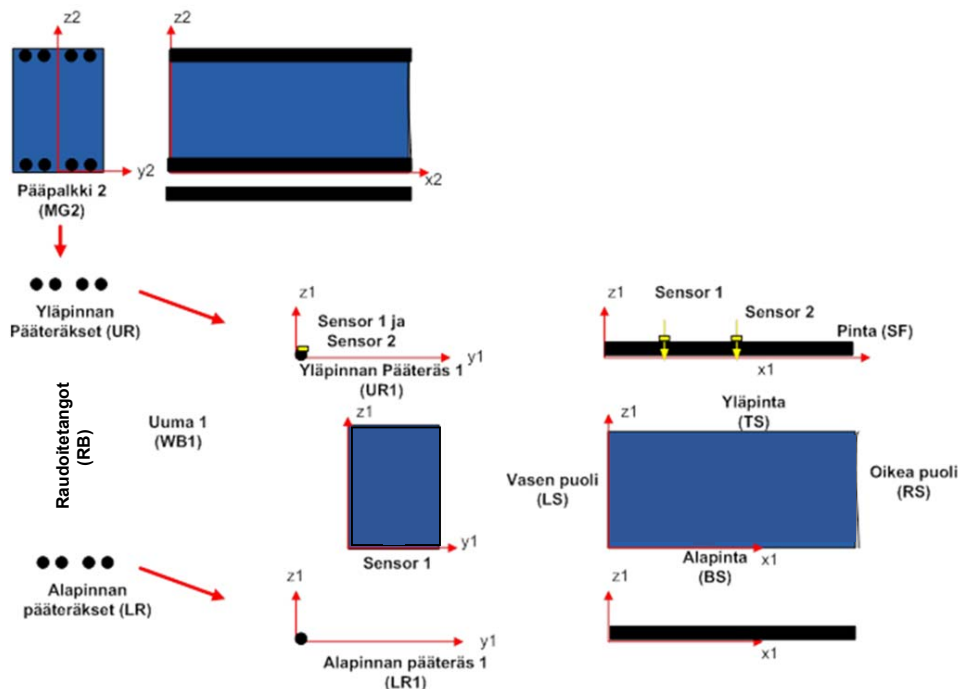 z2
z2
y2
x2
Pääpalkki 2
(MG2)
Yläpinnan
Pääteräkset (UR)
z1
Sensor 1 ja
Sensor 2
y1
Yläpinnan Pääteräs 1
(UR1)
z1
Sensor 1
Sensor 2
Pinta (SF)
x1
Raudoitetangot
(RB)
Uuma 1
(WB1)
z1
y1
Sensor 1
z1
Yläpinta
(TS)
Vasen puoli
(LS)
Oikea puoli
(RS)
Alapinta
(BS)
x1
Alapinnan
pääteräkset (LR)
z1
y1
Alapinnan pääteräs 1
(LR1)
z1
x1